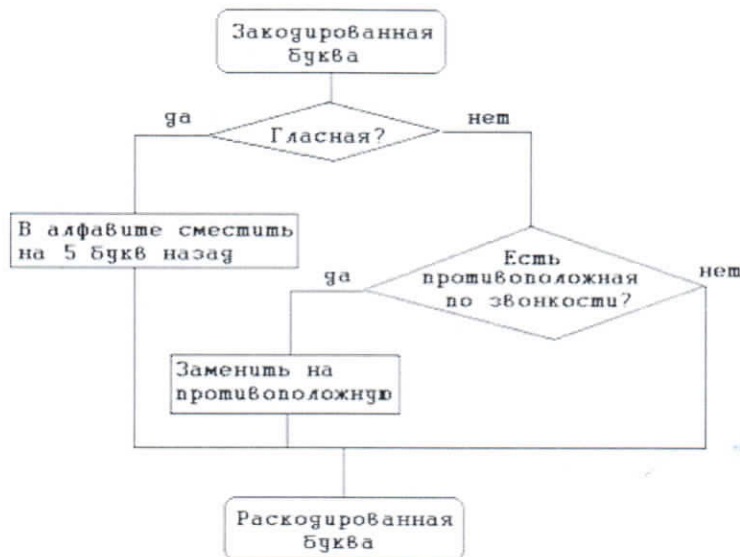 Закодированная
буква
да
нет
Гласная?
В алфавите сместить
на 5 букв назад
Есть
противоположная
по звонкости?
да
нет
Заменить на
противоположную
Раскодированная
буква